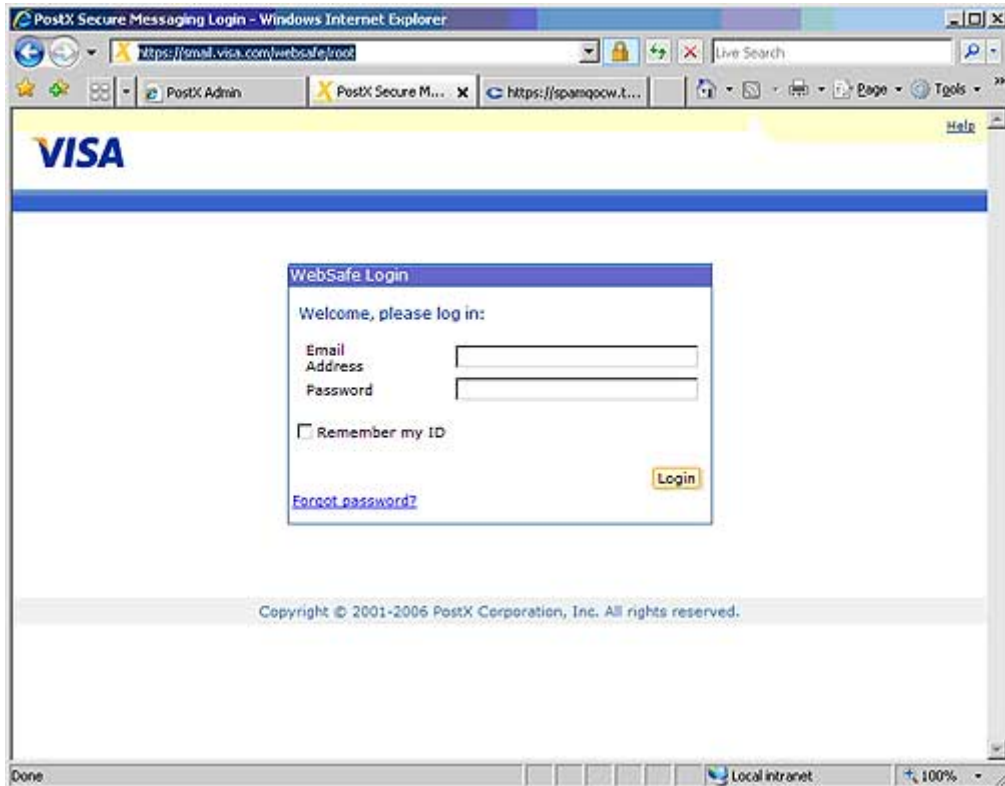 PostX Secure Messaging Login - Windows Internet Explorer
https://smail.visa.com/websafe/root
Live Search
PostX Admin
PostX Secure M...
https://spamqocw.t...
Page
Tools
Help
VISA
WebSafe Login
Welcome, please log in:
Email
Address
Password
Remember my ID
Login
Forgot password?
Copyright © 2001-2006 PostX Corporation, Inc. All rights reserved.
Done
Local intranet
100%